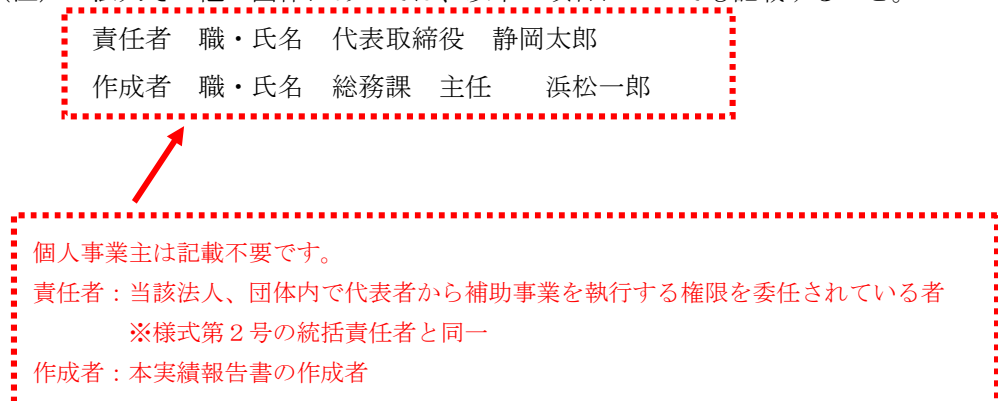 責任者　職・氏名　代表取締役　静岡太郎
作成者　職・氏名　総務課　主任　　浜松一郎
個人事業主は記載不要です。
責任者：当該法人、団体内で代表者から補助事業を執行する権限を委任されている者
※様式第２号の統括責任者と同一
作成者：本実績報告書の作成者